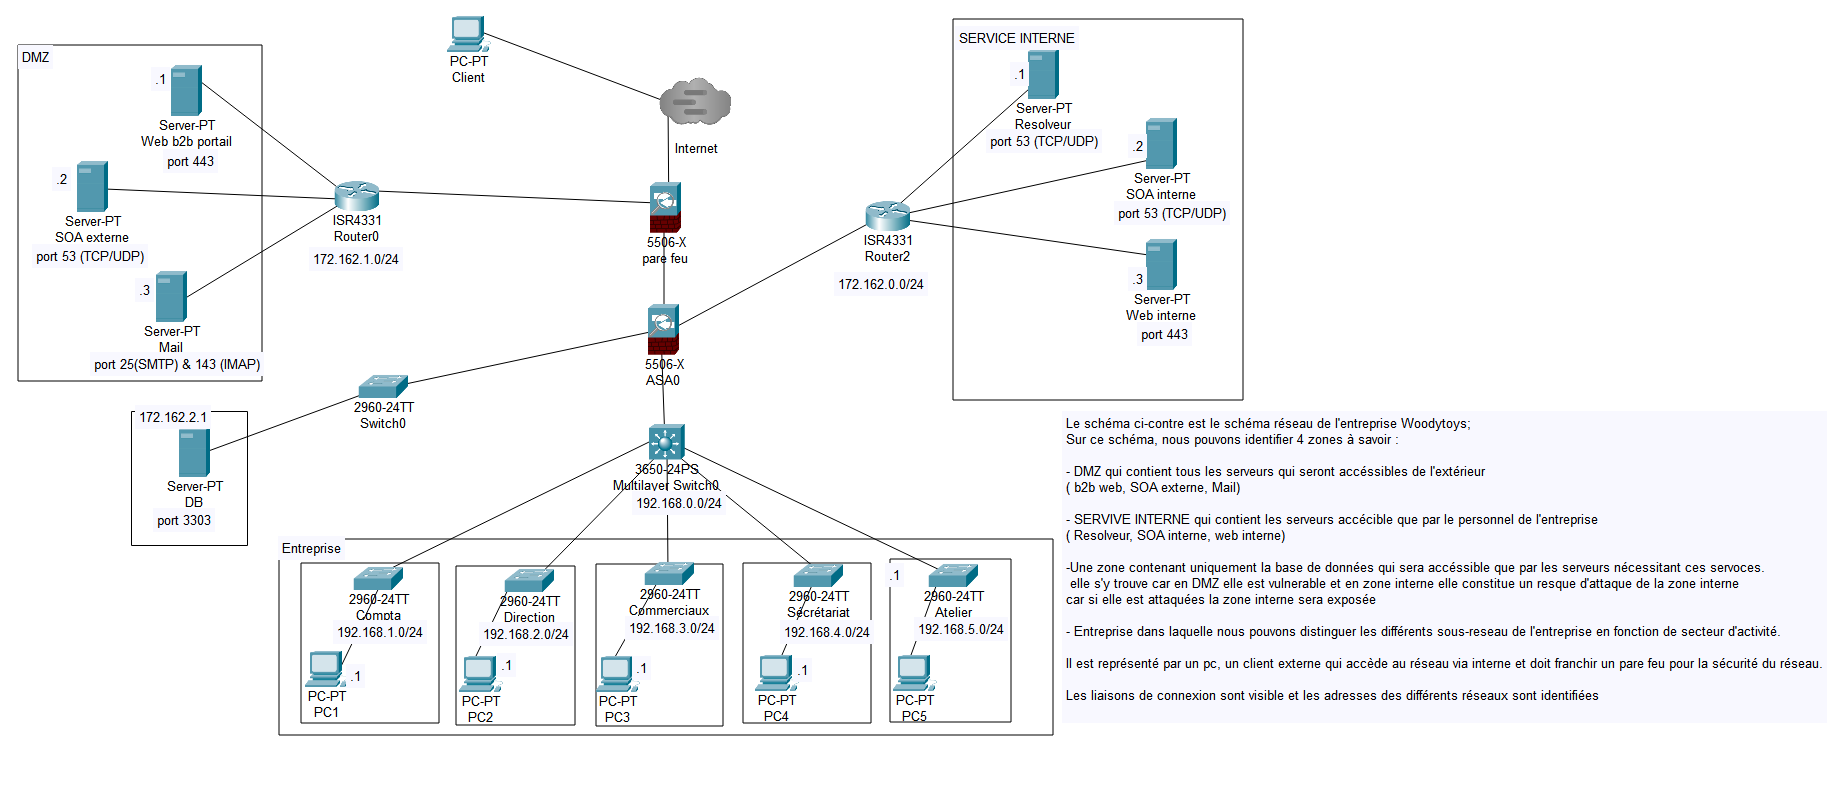 PC-PT
Client
Internet
DMZ
.1
Server-PT
Web b2b portail
port 443
.2
Server-PT
SOA externe
port 53 (TCP/UDP)
.3
Server-PT
Mail
port 25(SMTP) & 143 (IMAP)
ISR4331
Router0
172.162.1.0/24
5506-X
pare feu
5506-X
ASA0
SERVICE INTERNE
.1
Server-PT
Resolveur
port 53 (TCP/UDP)
.2
Server-PT
SOA interne
port 53 (TCP/UDP)
.3
Server-PT
Web interne
port 443
ISR4331
Router2
172.162.0.0/24
2960-24TT
Switch0
172.162.2.1
Server-PT
DB
port 3303
3650-24PS
Multilayer Switch0
192.168.0.0/24
Entreprise
2960-24TT
Compta
192.168.1.0/24
.1
PC-PT
PC1
2960-24TT
Direction
192.168.2.0/24
.1
PC-PT
PC2
2960-24TT
Commerciaux
192.168.3.0/24
.1
PC-PT
PC3
2960-24TT
Secrétariat
192.168.4.0/24
.1
PC-PT
PC4
.1
2960-24TT
Atelier
192.168.5.0/24
PC-PT
PC5
Le schéma ci-contre est le schéma réseau de l'entreprise Woodytoys;
Sur ce schéma, nous pouvons identifier 4 zones à savoir :
- DMZ qui contient tous les serveurs qui seront accéssibles de l'extérieur
( b2b web, SOA externe, Mail)
- SERVIVE INTERNE qui contient les serveurs accécible que par le personnel de l'entreprise
( Resolveur, SOA interne, web interne)
-Une zone contenant uniquement la base de données qui sera accéssible que par les serveurs nécessitant ces servoces.
elle s'y trouve car en DMZ elle est vulnerable et en zone interne elle constitue un resque d'attaque de la zone interne
car si elle est attaquées la zone interne sera exposée
- Entreprise dans laquelle nous pouvons distinguer les différents sous-reseau de l'entreprise en fonction de secteur d'activité.
Il est représenté par un pc, un client externe qui accède au réseau via interne et doit franchir un pare feu pour la sécurité du réseau.
Les liaisons de connexion sont visible et les adresses des différents réseaux sont identifiées